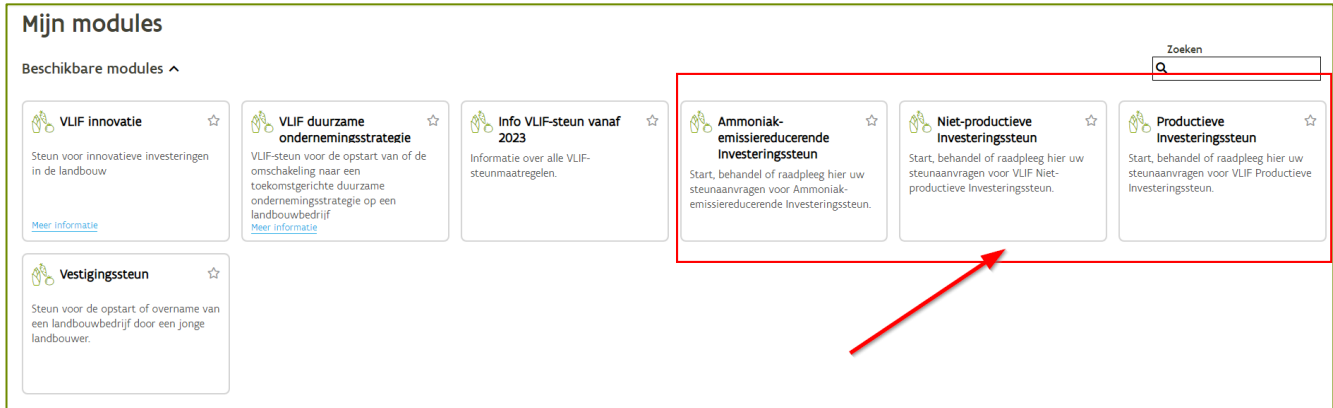 Mijn modules
Zoeken
Beschikbare modules
VLIF innovatie
Steun voor innovatieve investeringen
in de landbouw
Meer informatie
VLIF duurzame
ondernemingsstrategie
VLIF-steun voor de opstart van of de
omschakeling naar een
toekomstgerichte duurzame
ondernemingsstrategie op een
landbouwbedrijf
Meer informatie
Info VLIF-steun vanaf
2023
Informatie over alle VLIF-
steunmaatregelen.
Ammoniak-
emissiereducerende
Investeringssteun
Start, behandel of raadpleeg hier uw
steunaanvragen voor Ammoniak-
emissiereducerende Investeringssteun.
Niet-productieve
Investeringssteun
Start, behandel of raadpleeg hier uw
steunaanvragen voor VLIF Niet-
productieve Investeringssteun.
Productieve
Investeringssteun
Start, behandel of raadpleeg hier uw
steunaanvragen voor VLIF Productieve
Investeringssteun.
Vestigingssteun
Steun voor de opstart of overname van
een landbouwbedrijf door een jonge
landbouwer.